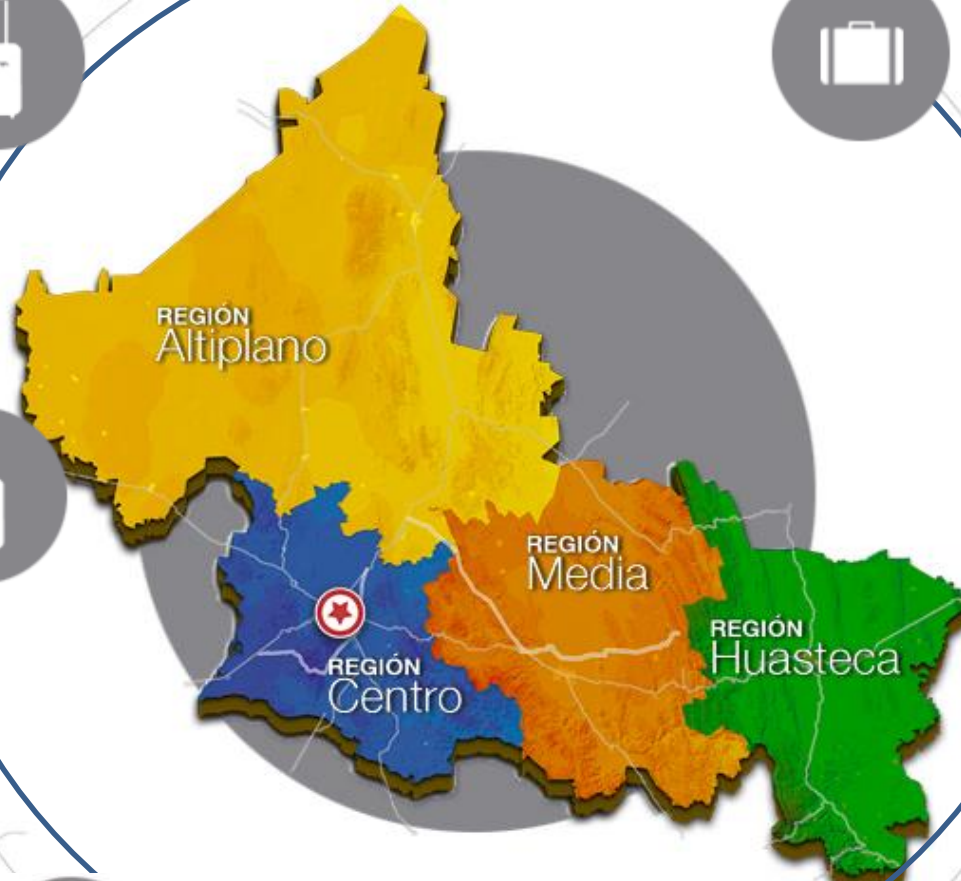 REGIÓN
Altiplano
REGIÓN
Media
REGIÓN
Huasteca
REGIÓN
Centro